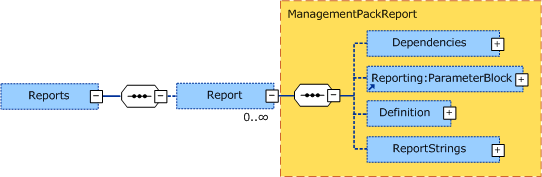 ManagementPackReport
Dependencies
Reports
Report
Reporting:ParameterBlock
0..∞
Definition
ReportStrings